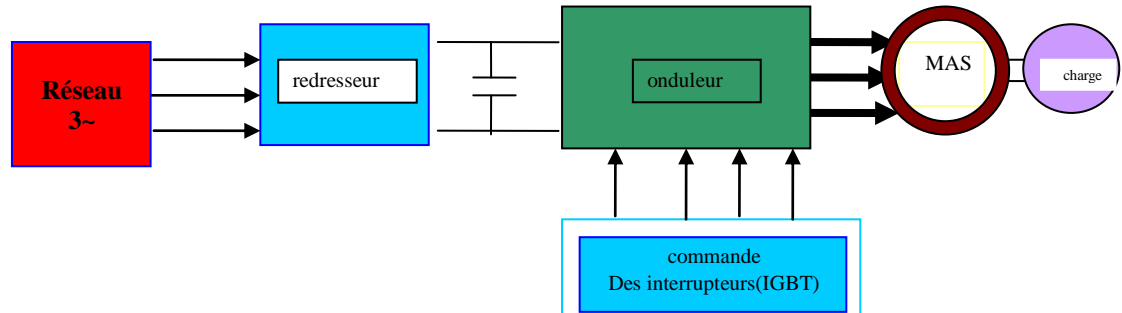 Réseau
3~
redresseur
onduleur
MAS
charge
commande
Des interrupteurs(IGBT)